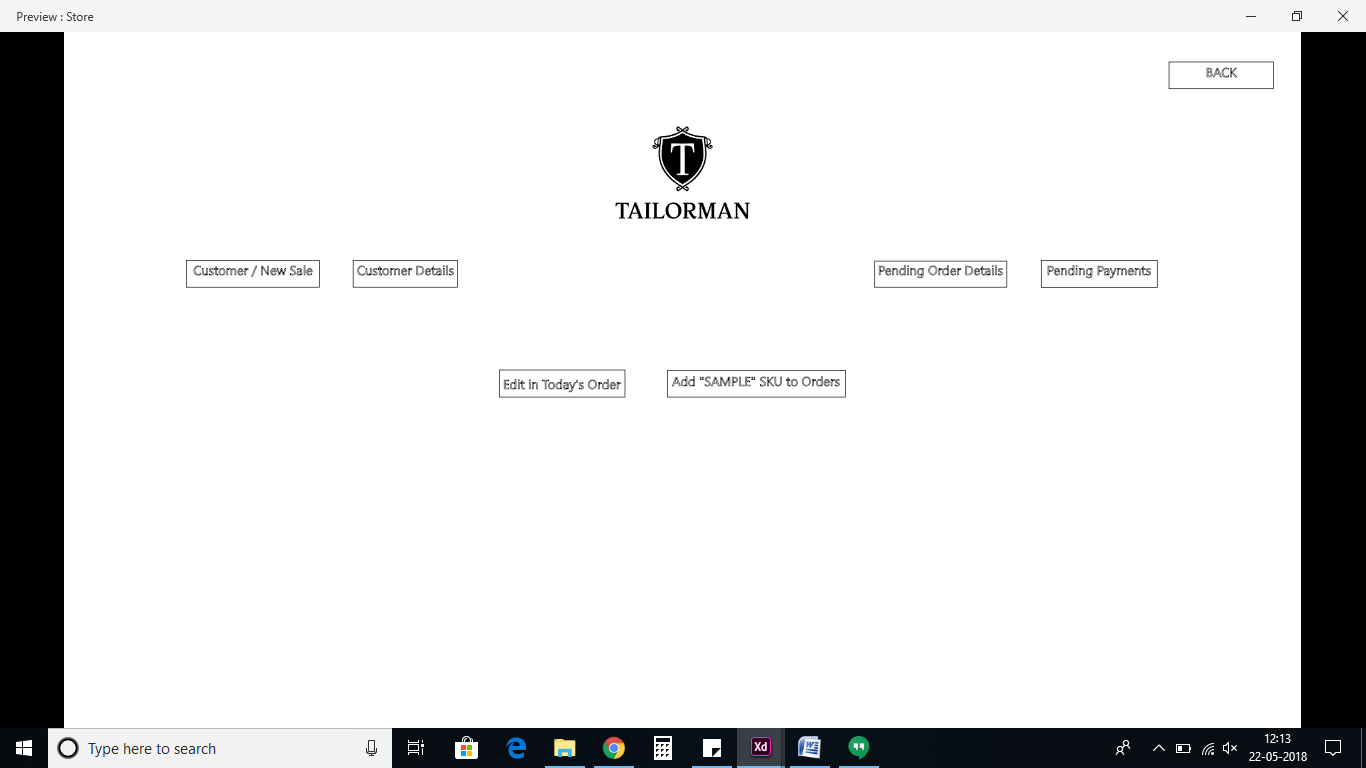 Preview : Store
BACK
T
TAILORMAN
Customer / New Sale
Customer Details
Pending Order Details
Pending Payments
Edit in Today's Order
Add "SAMPLE" SKU to Orders
Type here to search
Xd
W
12:13
22-05-2018